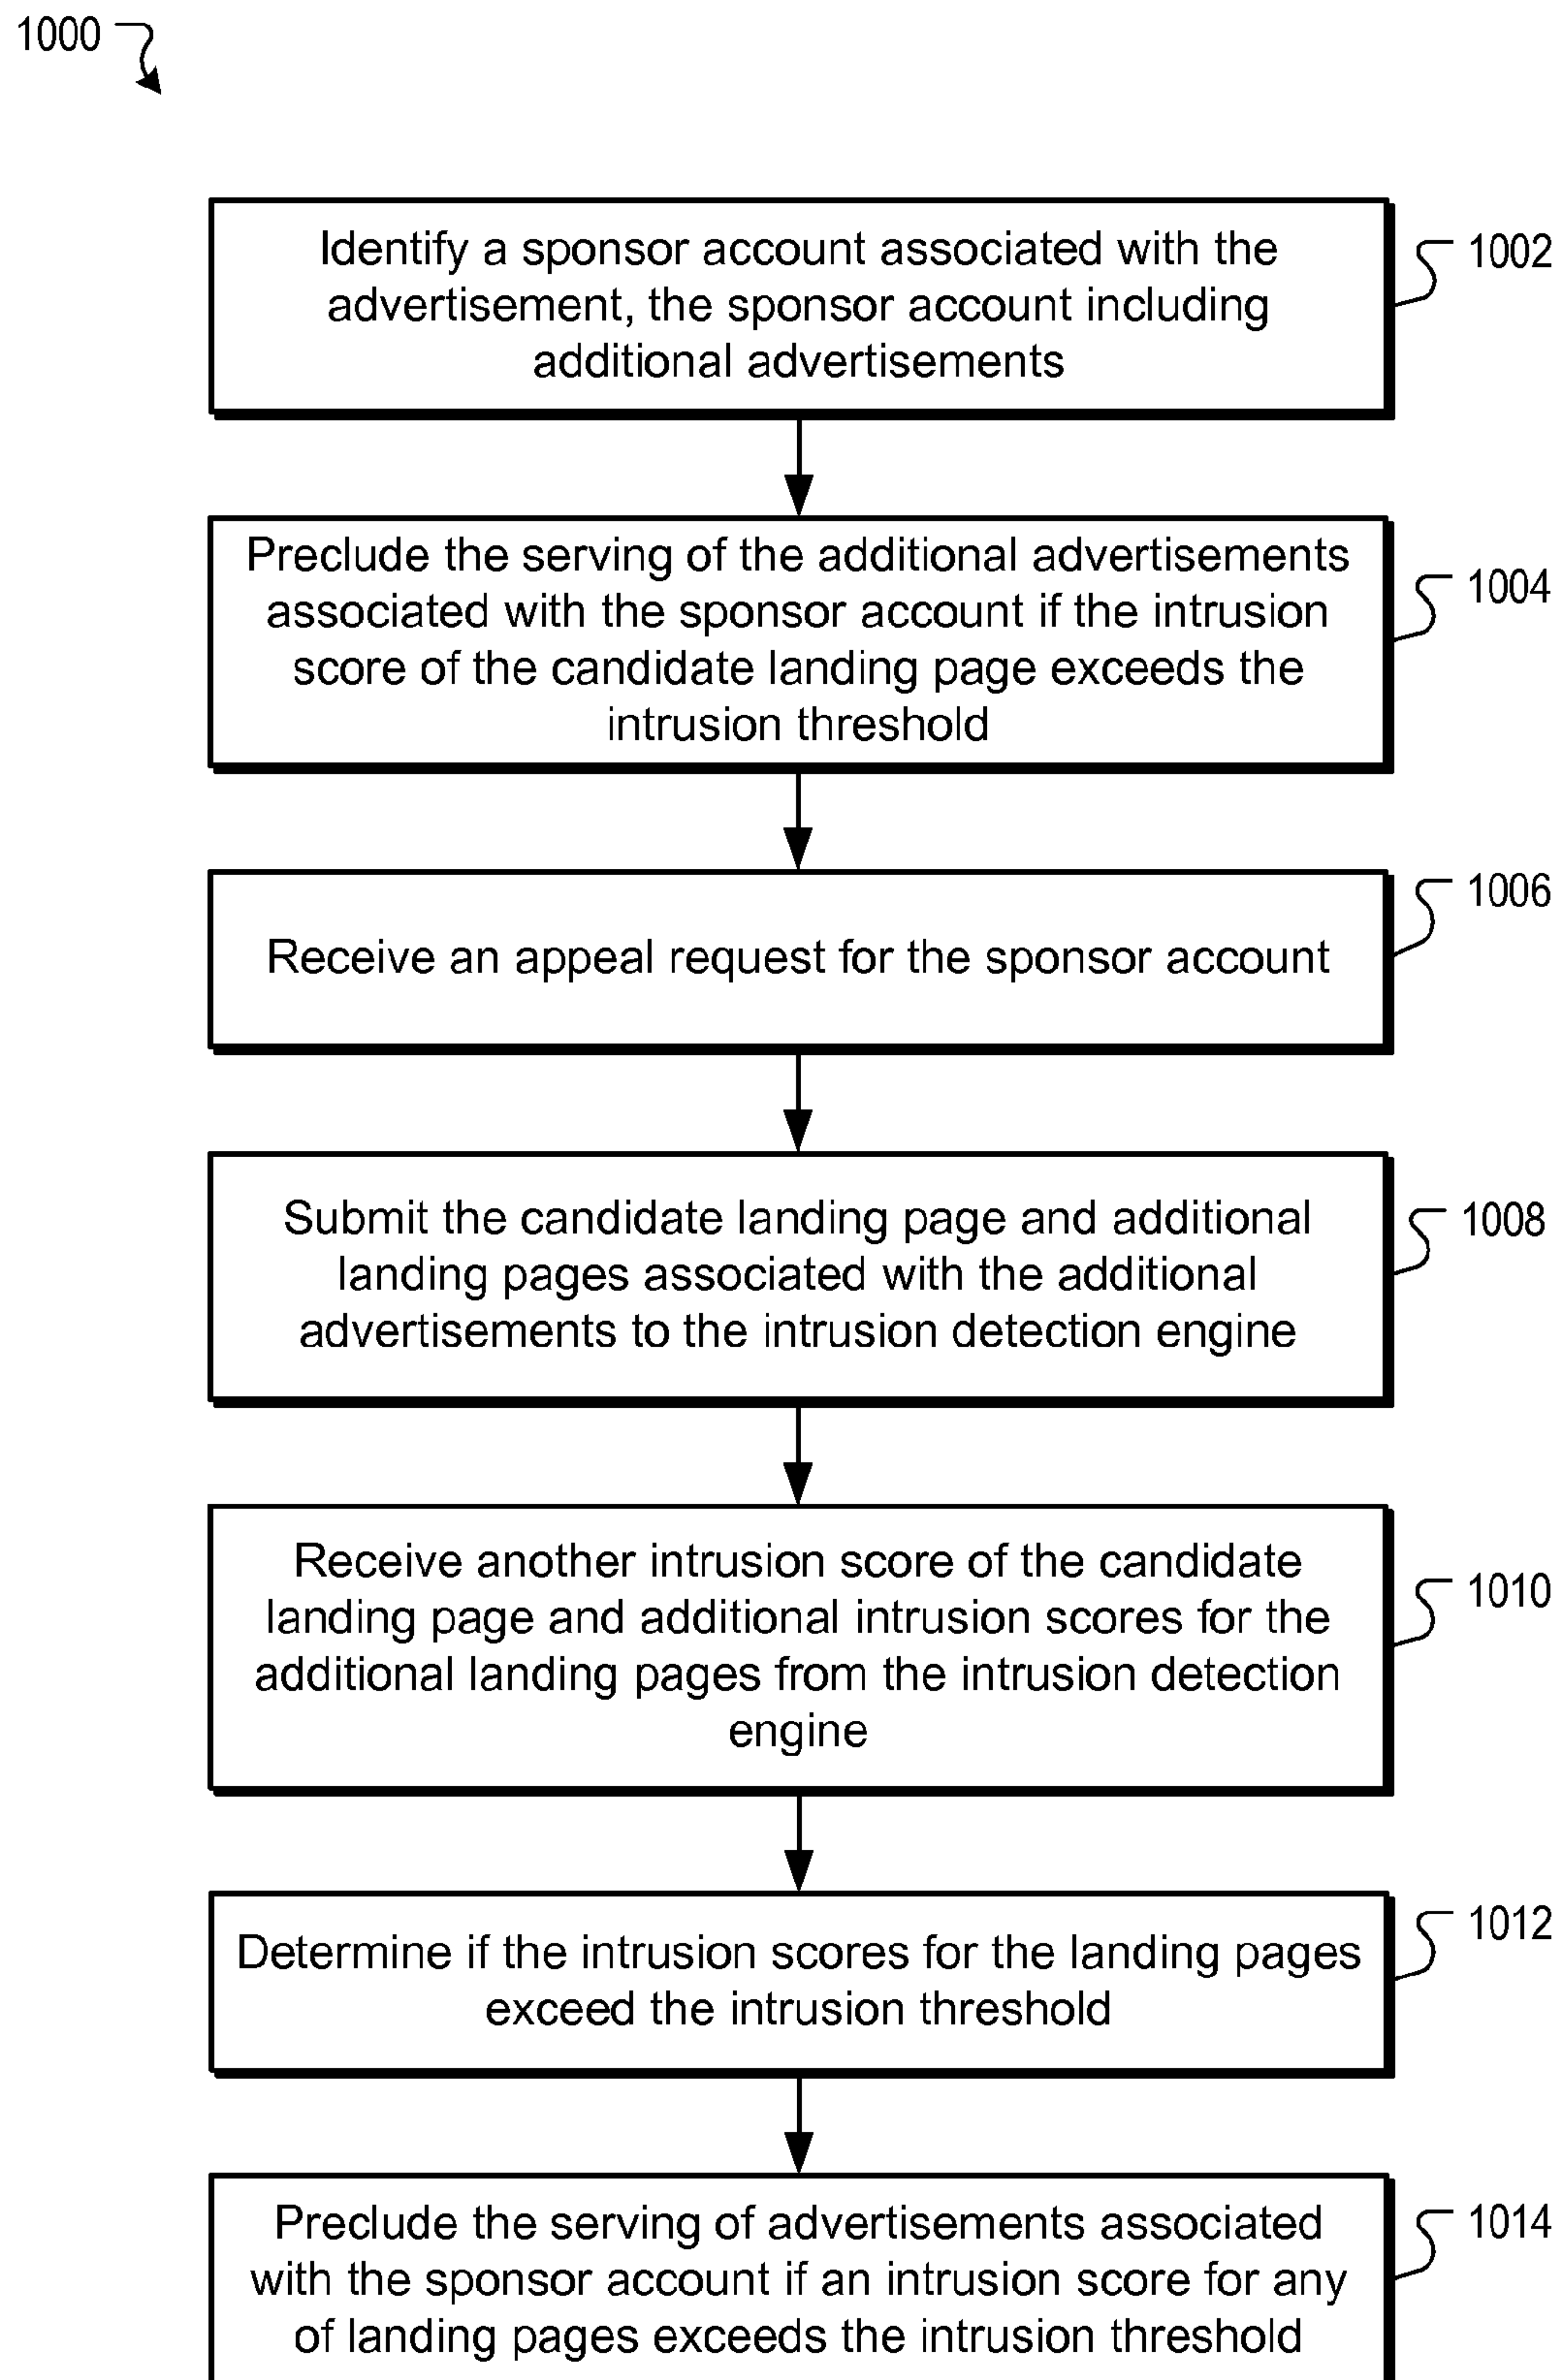 1000
Identify a sponsor account associated with the
advertisement, the sponsor account including
additional advertisements
1002
Preclude the serving of the additional advertisements
associated with the sponsor account if the intrusion
score of the candidate landing page exceeds the
intrusion threshold
1004
Receive an appeal request for the sponsor account
1006
Submit the candidate landing page and additional
landing pages associated with the additional
advertisements to the intrusion detection engine
1008
Receive another intrusion score of the candidate
landing page and additional intrusion scores for the
additional landing pages from the intrusion detection
engine
1010
Determine if the intrusion scores for the landing pages
exceed the intrusion threshold
1012
Preclude the serving of advertisements associated
with the sponsor account if an intrusion score for any
of landing pages exceeds the intrusion threshold
1014